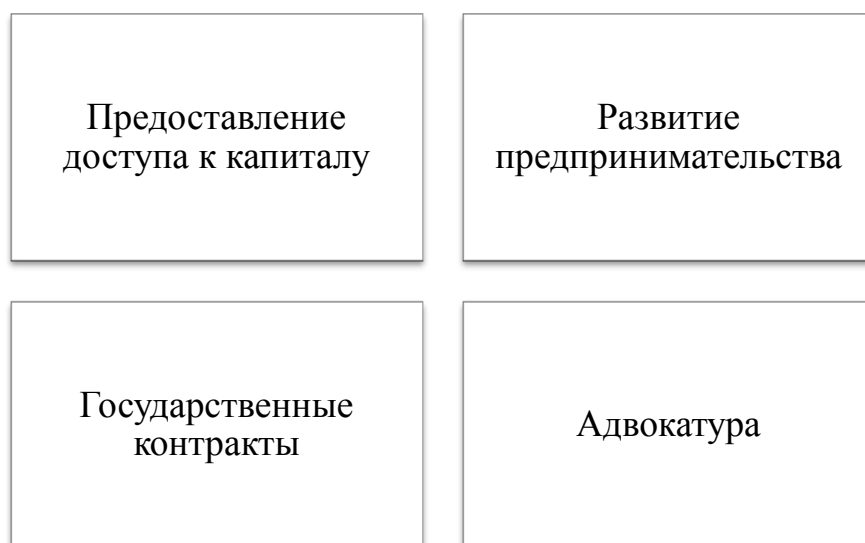 Предоставление
доступа к капиталу
Развитие
предпринимательства
Государственные
контракты
Адвокатура